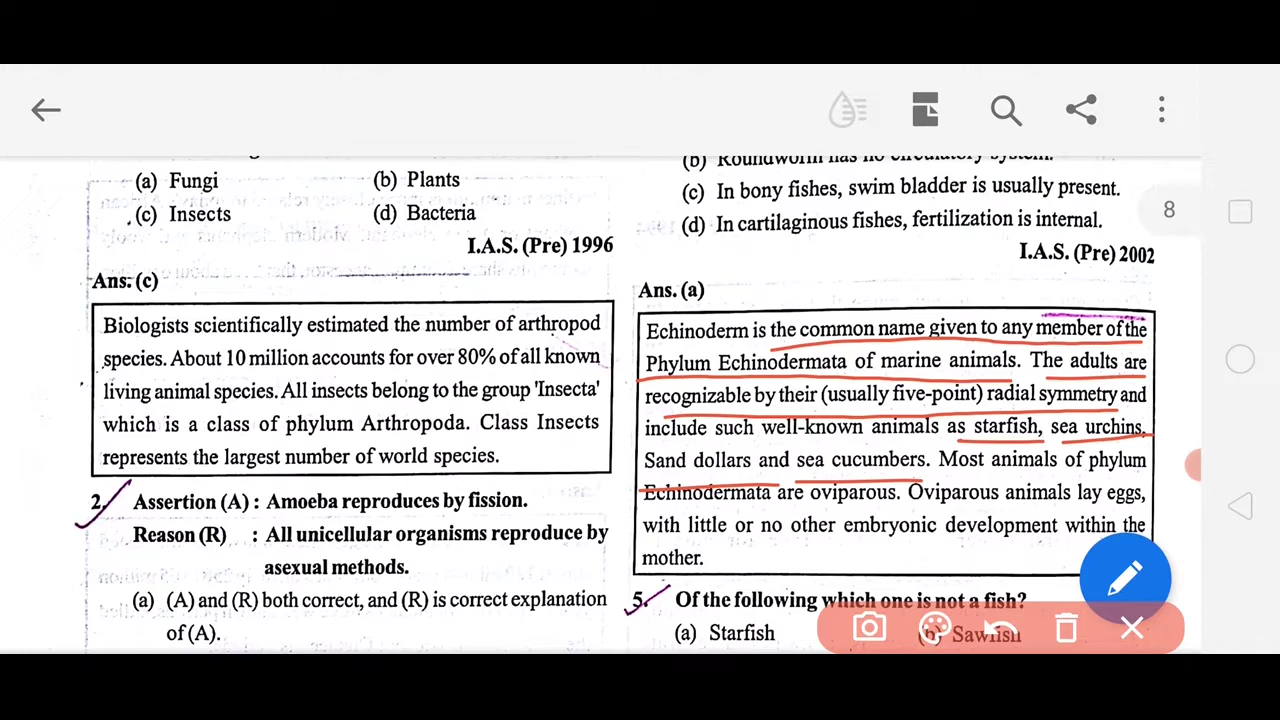 (a) Fungi
(b) Plants
(c) Insects
(d) Bacteria
I.A.S. (Pre) 1996
Ans. (c)
Biologists scientifically estimated the number of arthropod
species. About 10 million accounts for over 80% of all known
living animal species. All insects belong to the group 'Insecta'
which is a class of phylum Arthropoda. Class Insects
represents the largest number of world species.
2. Assertion (A) : Amoeba reproduces by fission.
Reason (R) : All unicellular organisms reproduce by
asexual methods.
(a) (A) and (R) both correct, and (R) is correct explanation
of (A).
(b) Roundworm has no circulatory system.
(c) In bony fishes, swim bladder is usually present.
(d) In cartilaginous fishes, fertilization is internal.
I.A.S. (Pre) 2002
Ans. (a)
Echinoderm is the common name given to any member of the
Phylum Echinodermata of marine animals. The adults are
recognizable by their (usually five-point) radial symmetry and
include such well-known animals as starfish, sea urchins,
Sand dollars and sea cucumbers. Most animals of phylum
Echinodermata are oviparous. Oviparous animals lay eggs,
with little or no other embryonic development within the
mother.
5. Of the following which one is not a fish?
(a) Starfish
(b) Sawfish
8